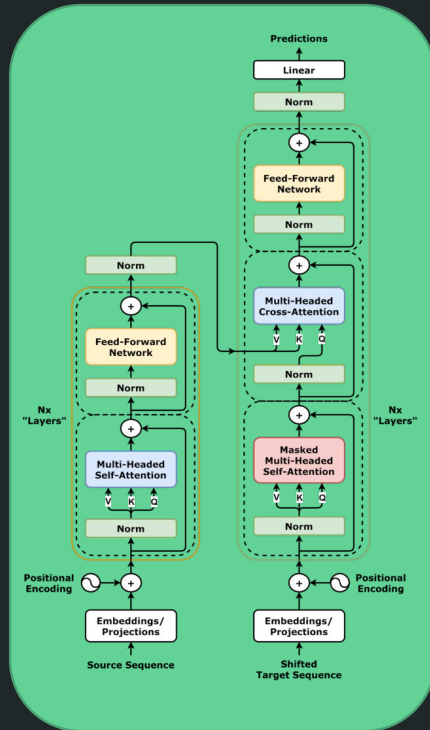 Predictions
Linear
Norm
+
Feed-Forward
Network
Norm
+
Multi-Headed
Cross-Attention
V K Q
Norm
+
Masked
Multi-Headed
Self-Attention
V K Q
Norm
Nx
"Layers"
+
Positional
Encoding
Embeddings/
Projections
Shifted
Target Sequence
Norm
+
Feed-Forward
Network
Norm
+
Multi-Headed
Self-Attention
V K Q
Norm
Nx
"Layers"
+
Positional
Encoding
Embeddings/
Projections
Source Sequence